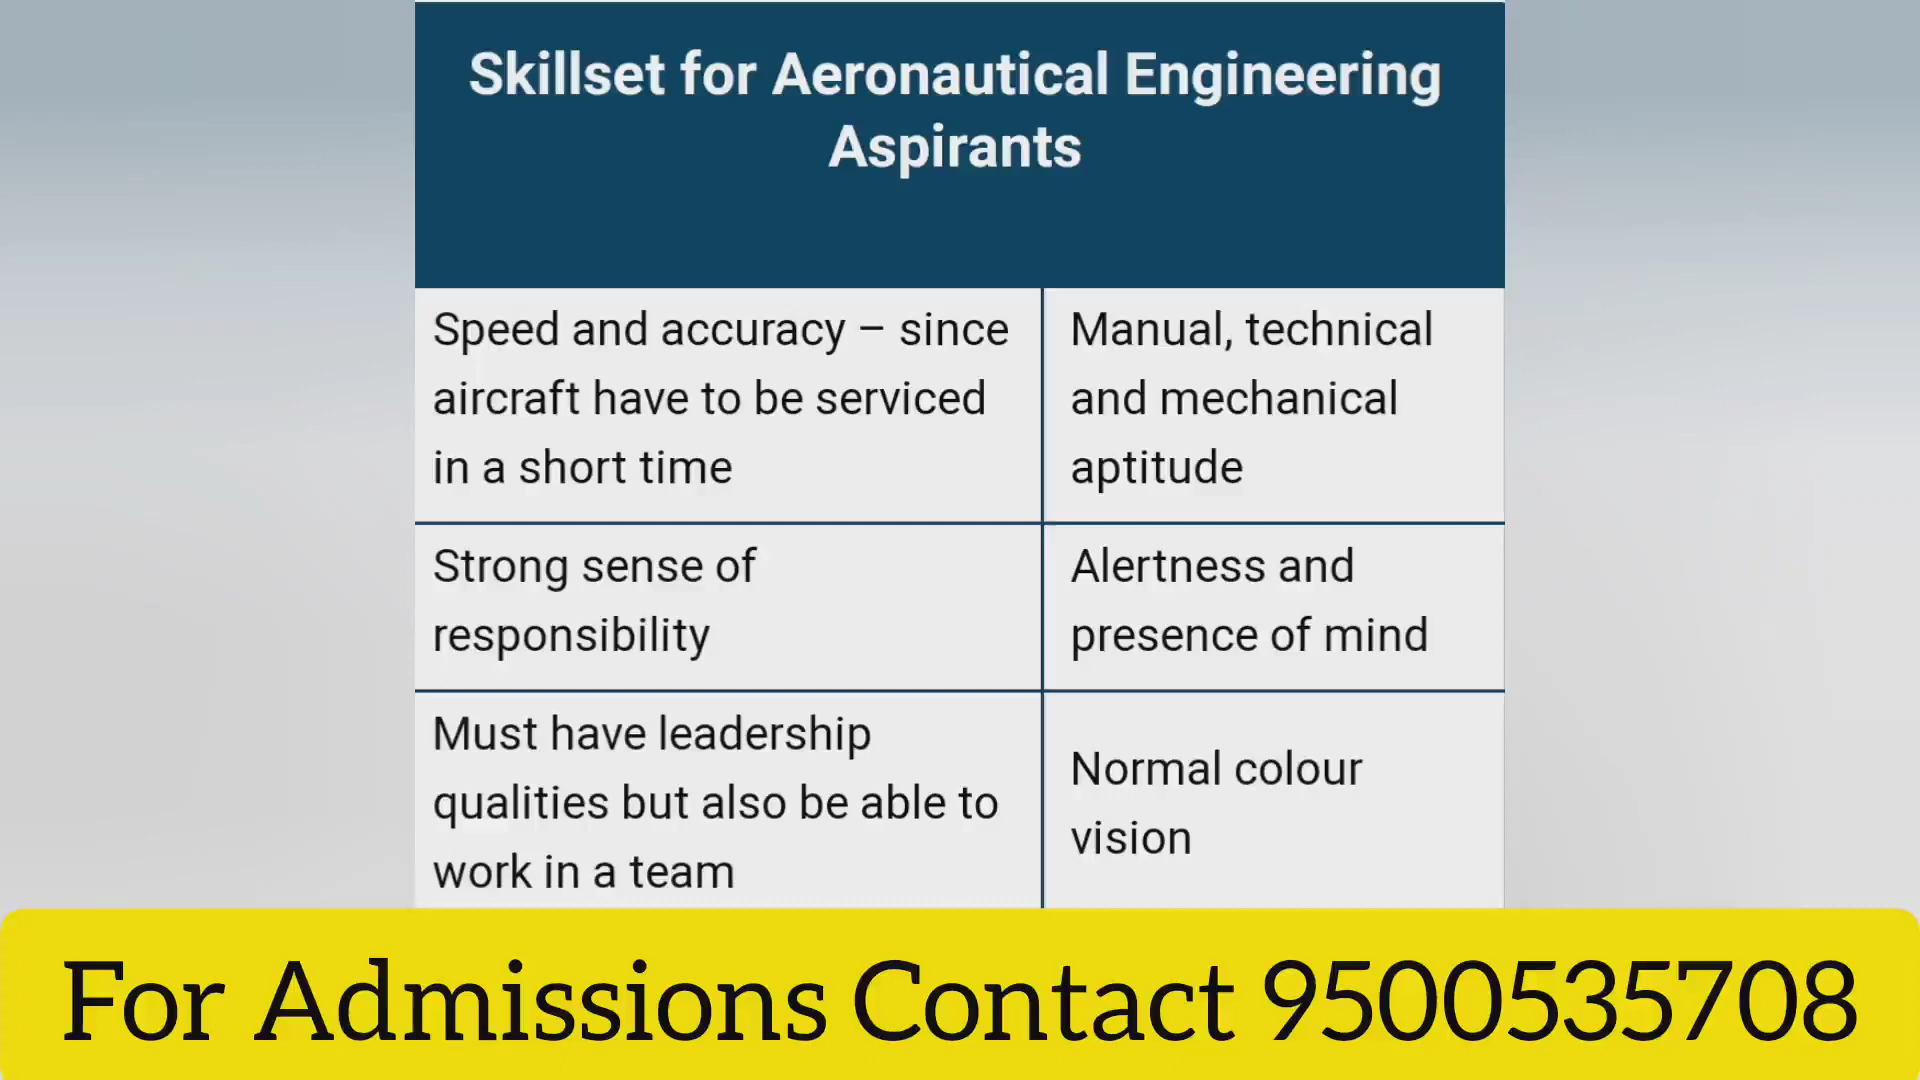 Skillset for Aeronautical Engineering
Aspirants
Speed and accuracy – since
aircraft have to be serviced
in a short time
Manual, technical
and mechanical
aptitude
Strong sense of
responsibility
Alertness and
presence of mind
Must have leadership
qualities but also be able to
work in a team
Normal colour
vision
For Admissions Contact 9500535708